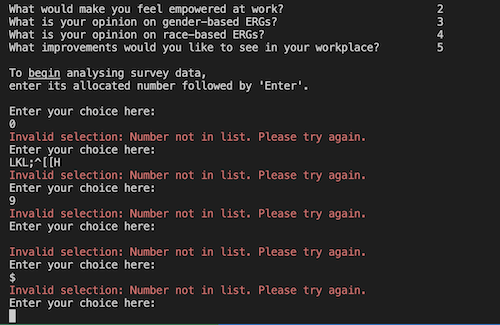 What would make you feel empowered at work? 2
What is your opinion on gender-based ERGs? 3
What is your opinion on race-based ERGs? 4
What improvements would you like to see in your workplace? 5
To begin analysing survey data,
enter its allocated number followed by 'Enter'.
Enter your choice here:
0
Invalid selection: Number not in list. Please try again.
Enter your choice here:
LKL;^[[H
Invalid selection: Number not in list. Please try again.
Enter your choice here:
9
Invalid selection: Number not in list. Please try again.
Enter your choice here:
Invalid selection: Number not in list. Please try again.
Enter your choice here:
$
Invalid selection: Number not in list. Please try again.
Enter your choice here: